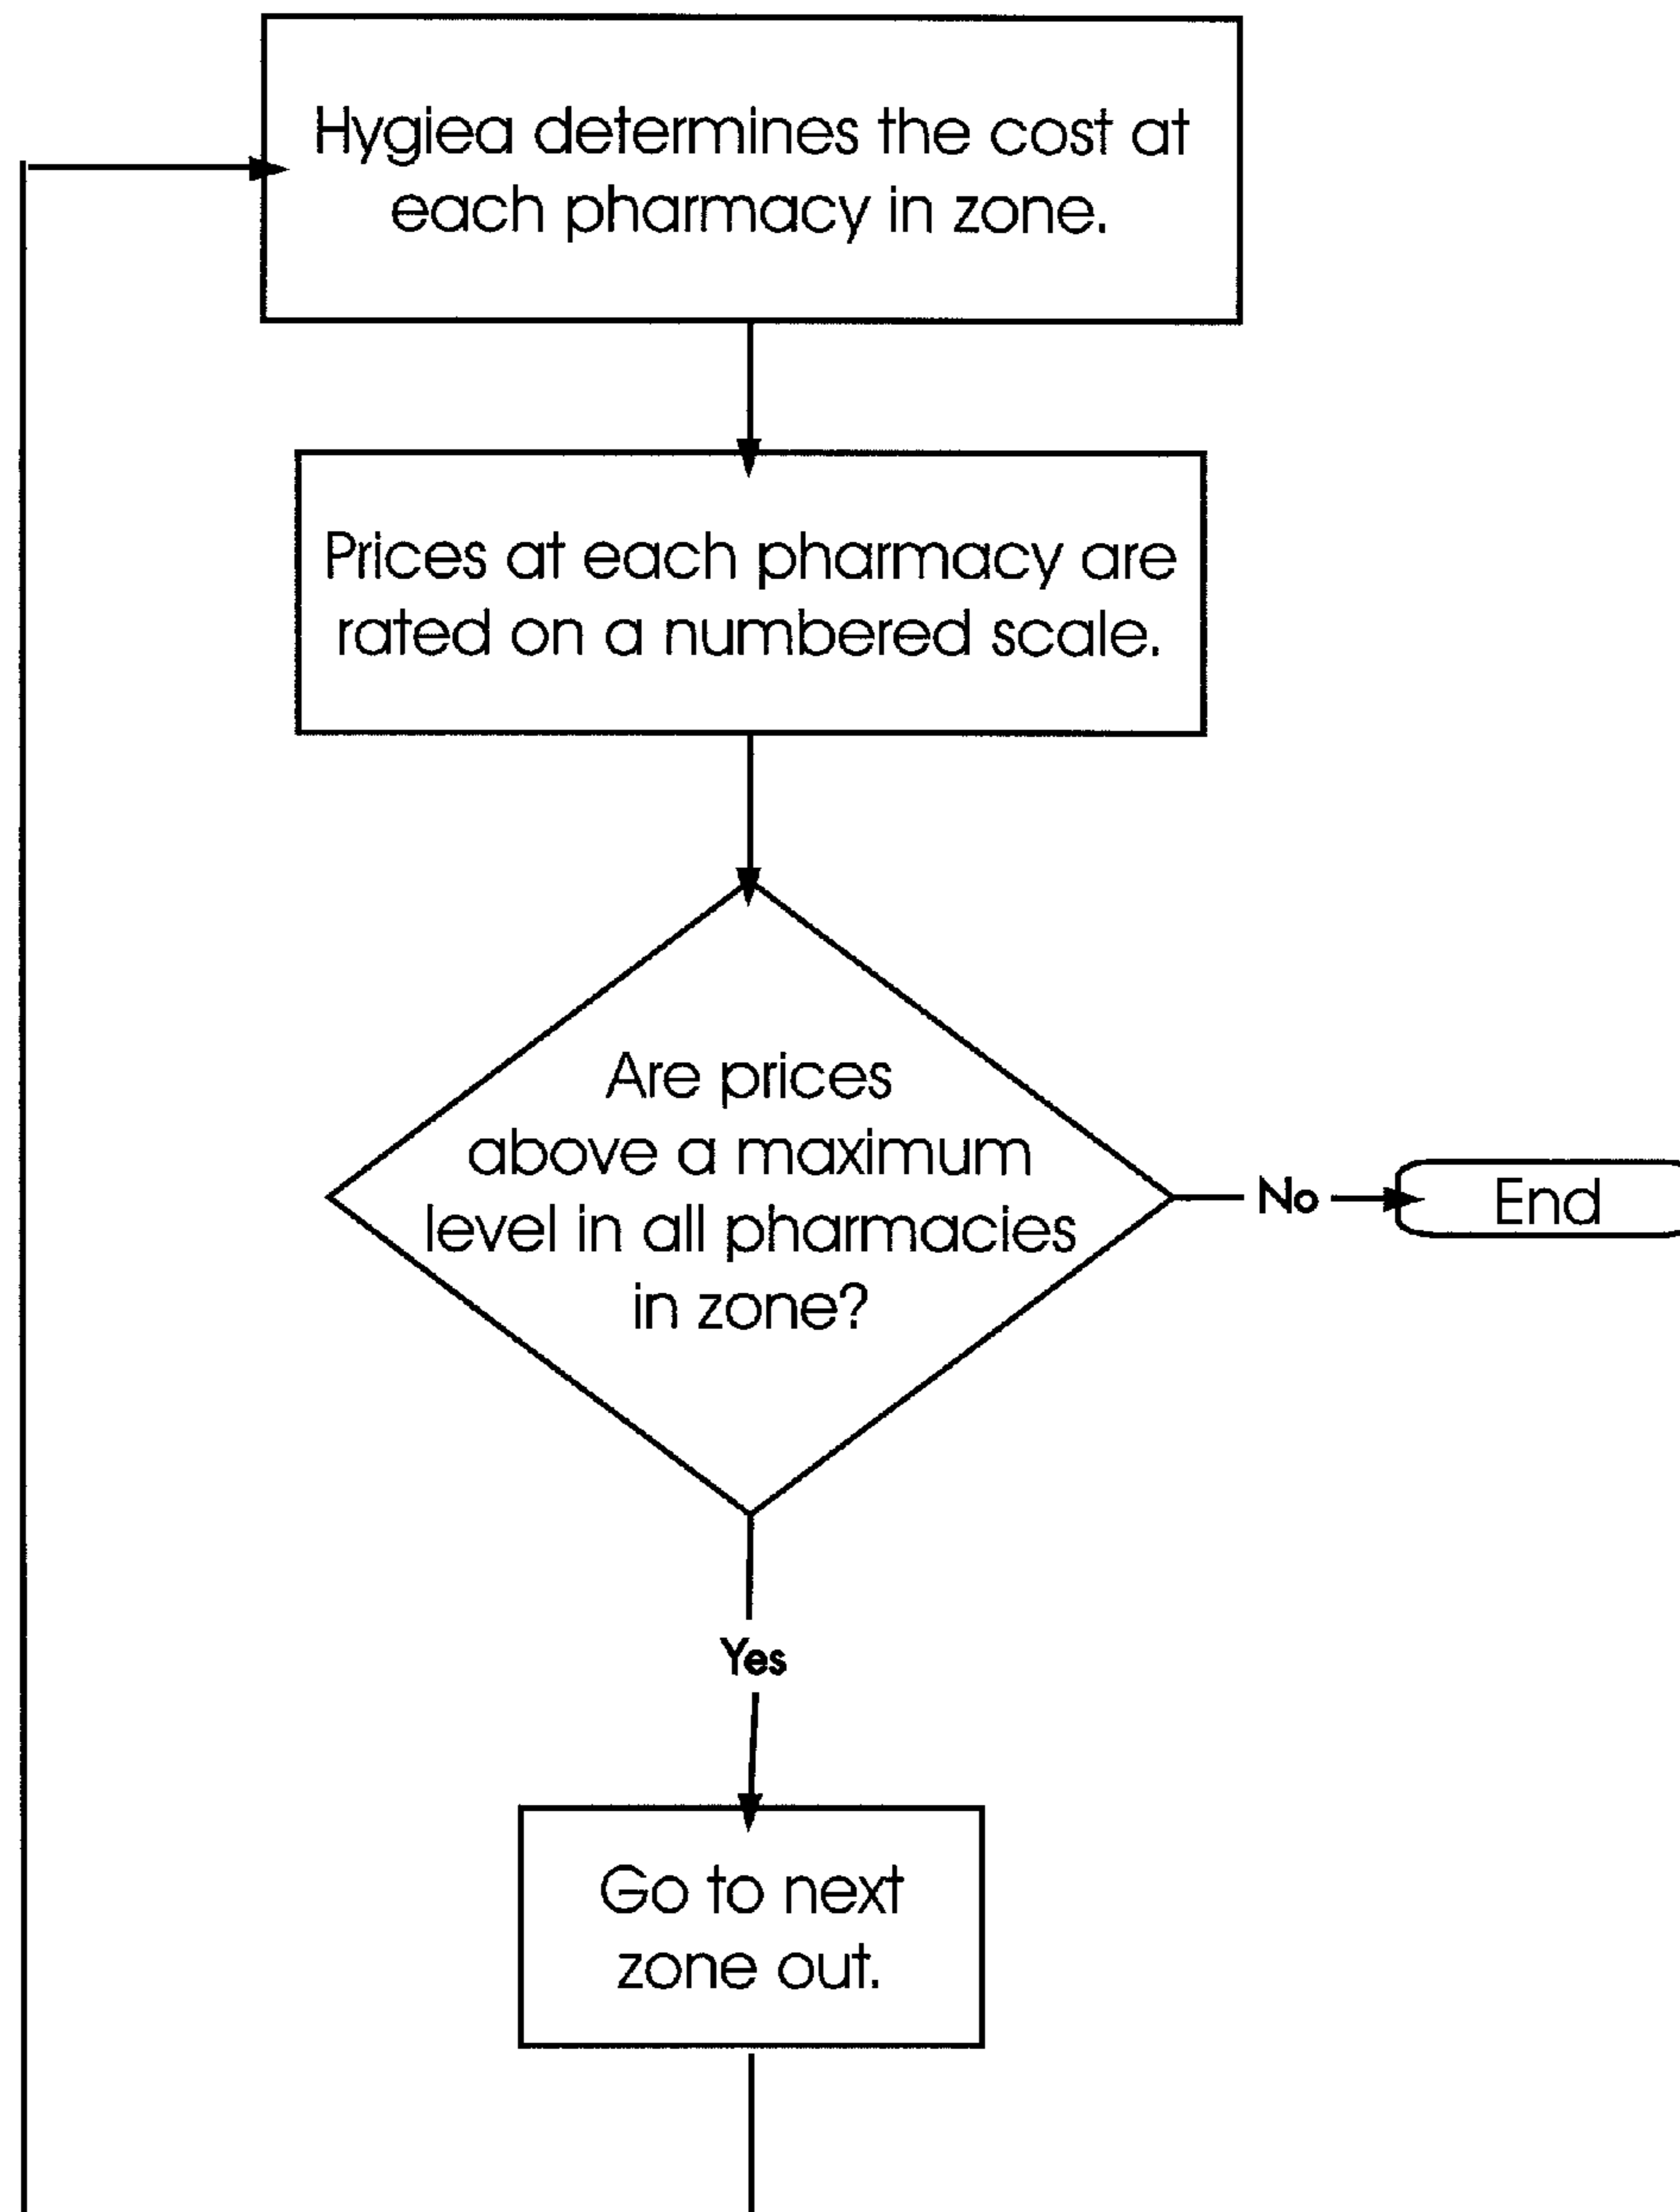 Hygiea determines the cost at
each pharmacy in zone.
Prices at each pharmacy are
rated on a numbered scale.
Are prices
above a maximum
level in all pharmacies
in zone?
No
End
Yes
Go to next
zone out.